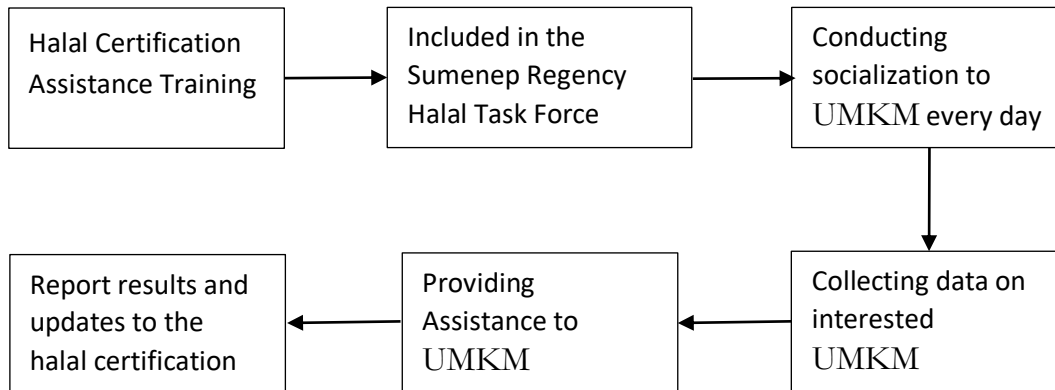 Halal Certification
Assistance Training
Included in the
Sumenep Regency
Halal Task Force
Conducting
socialization to
UMKM every day
Collecting data on
interested
UMKM
Providing
Assistance to
UMKM
Report results and
updates to the
halal certification